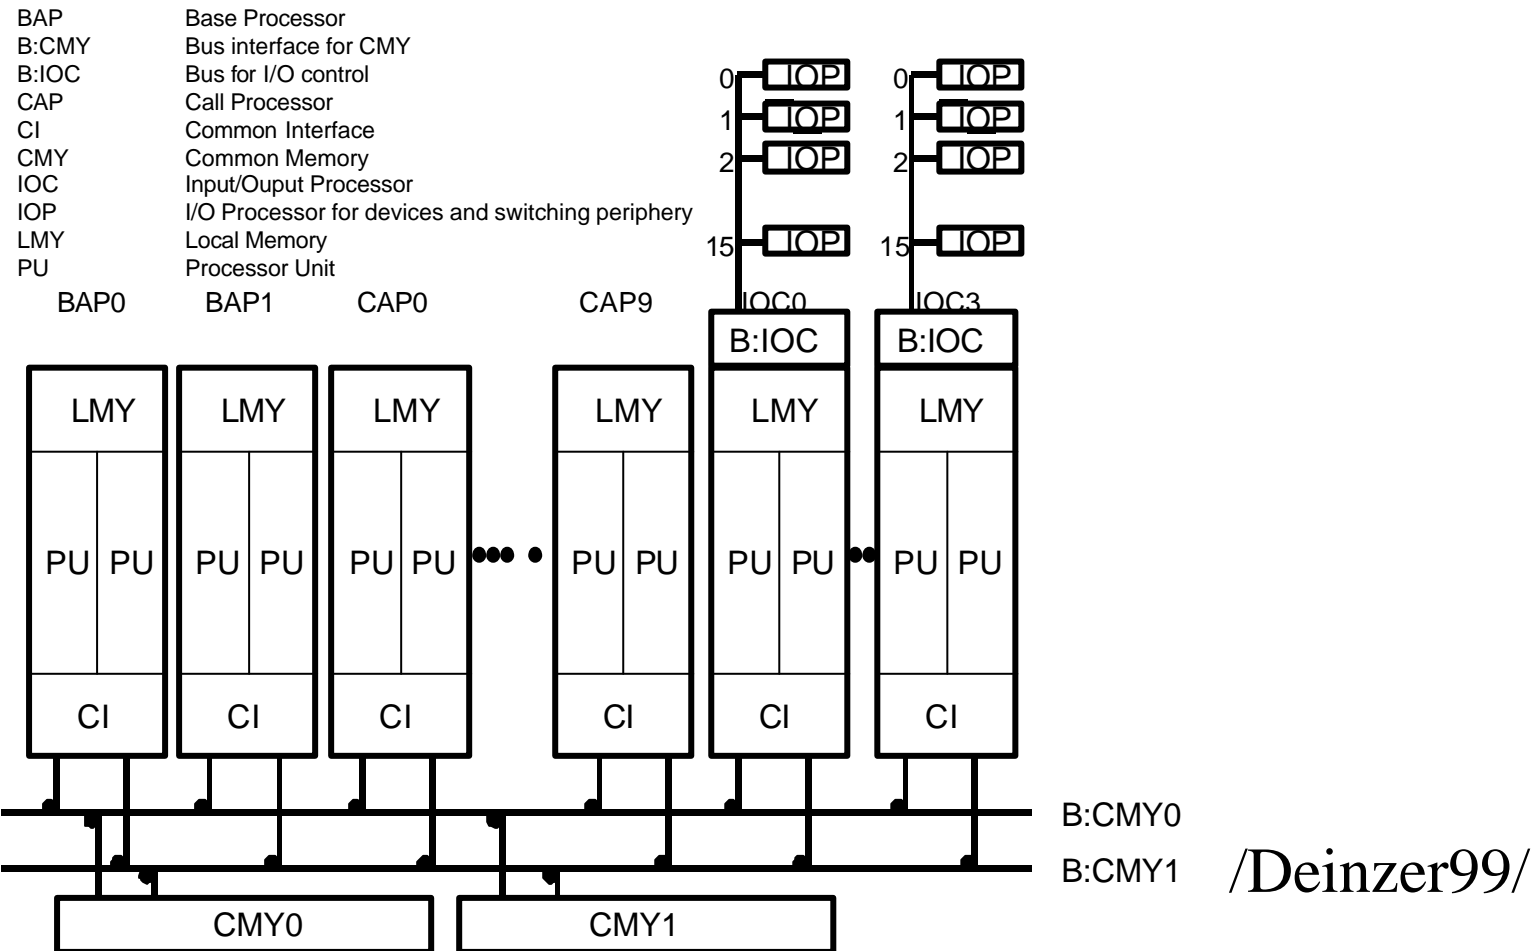 BAP Base Processor
B:CMY Bus interface for CMY
B:IOC Bus for I/O control
CAP Call Processor
CI Common Interface
CMY Common Memory
IOC Input/Ouput Processor
IOP I/O Processor for devices and switching periphery
LMY Local Memory
PU Processor Unit
0 IOP 0 IOP
1 IOP 1 IOP
2 IOP 2 IOP
15 IOP 15 IOP
BAP0 BAP1 CAP0 CAP9 IOC0 IOC3
B:IOC B:IOC
LMY LMY LMY LMY LMY LMY
PU PU PU PU PU PU PU PU PU PU PU PU
CI CI CI CI CI CI
B:CMY0
B:CMY1 /Deinzer99/
CMY0 CMY1